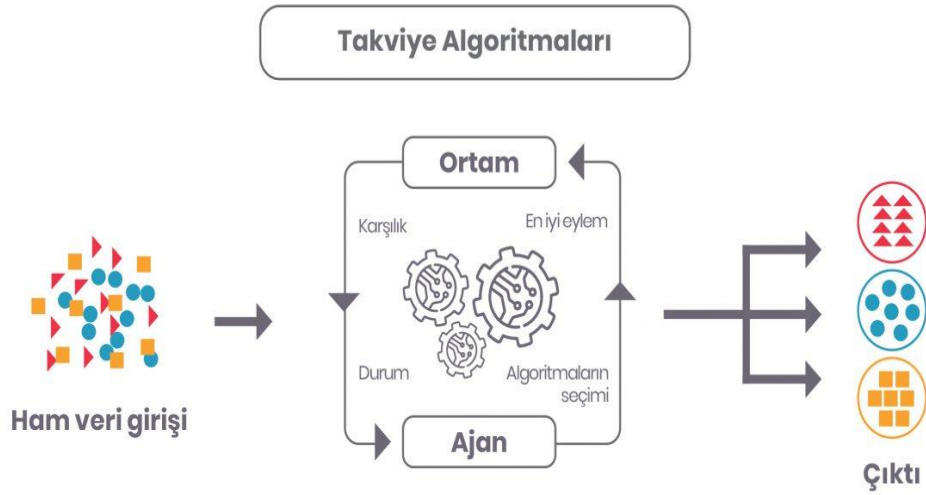 Takviye Algoritmaları
Ortam
Karşılık
En iyi eylem
Durum
Algoritmaların
seçimi
Ham veri girişi
Ajan
Çıktı